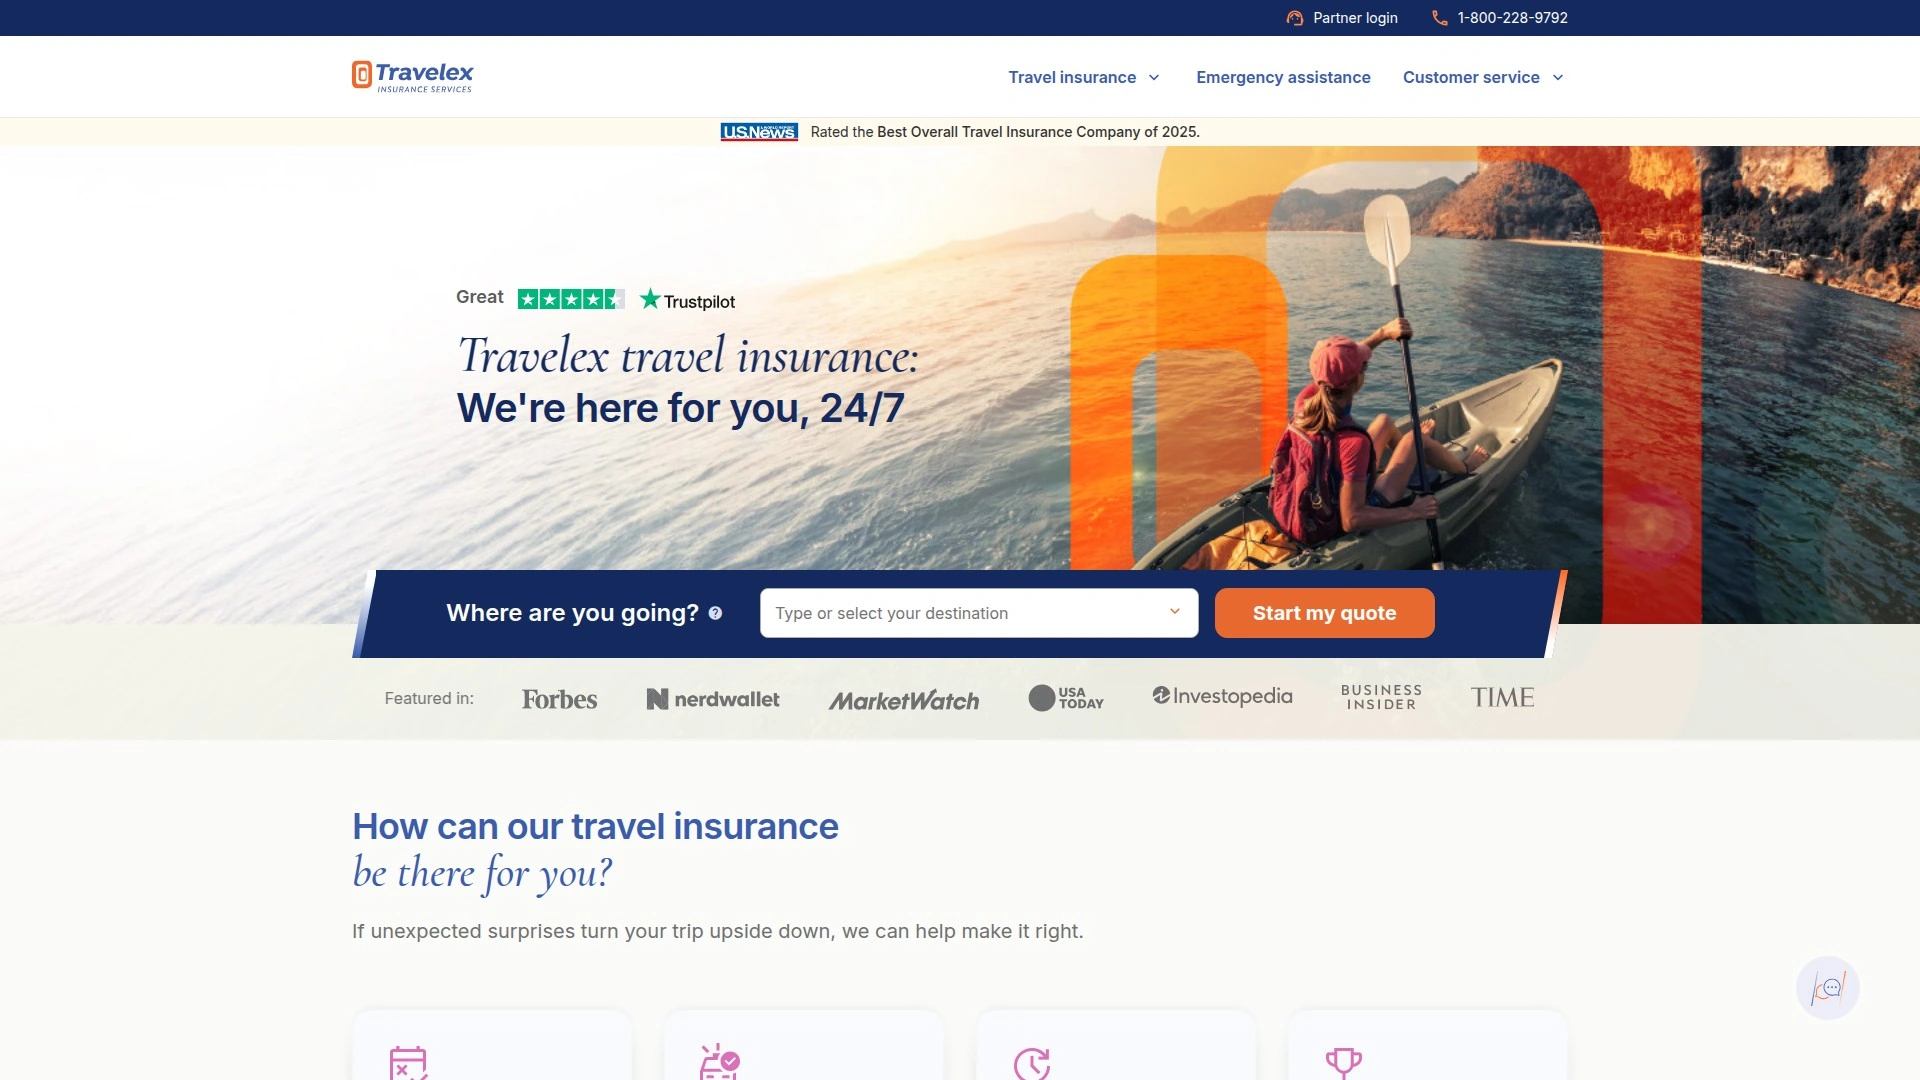 Partner login
1-800-228-9792
Travelex
INSURANCE SERVICES
Travel insurance
Emergency assistance
Customer service
U.S.News
Rated the Best Overall Travel Insurance Company of 2025.
Great
Trustpilot
Travelex travel insurance:
We're here for you, 24/7
Where are you going? ?
Type or select your destination
Start my quote
Featured in:
Forbes
nerdwallet
MarketWatch
USA
TODAY
Investopedia
BUSINESS
INSIDER
TIME
How can our travel insurance
be there for you?
If unexpected surprises turn your trip upside down, we can help make it right.